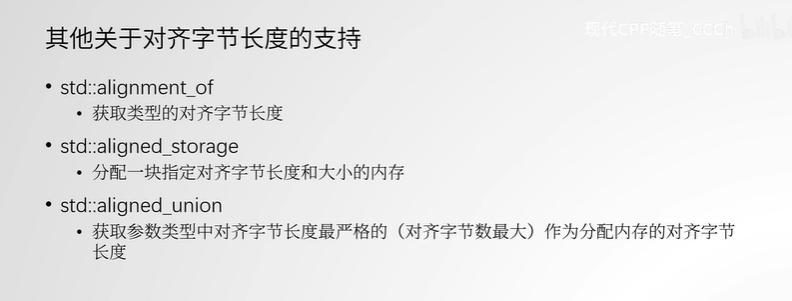 其他关于对齐字节长度的支持
现代CPP随笔_CCCh
bilib
• std::alignment_of
• 获取类型的对齐字节长度
• std::aligned_storage
• 分配一块指定对齐字节长度和大小的内存
• std::aligned_union
• 获取参数类型中对齐字节长度最严格的（对齐字节数最大）作为分配内存的对齐字节
长度